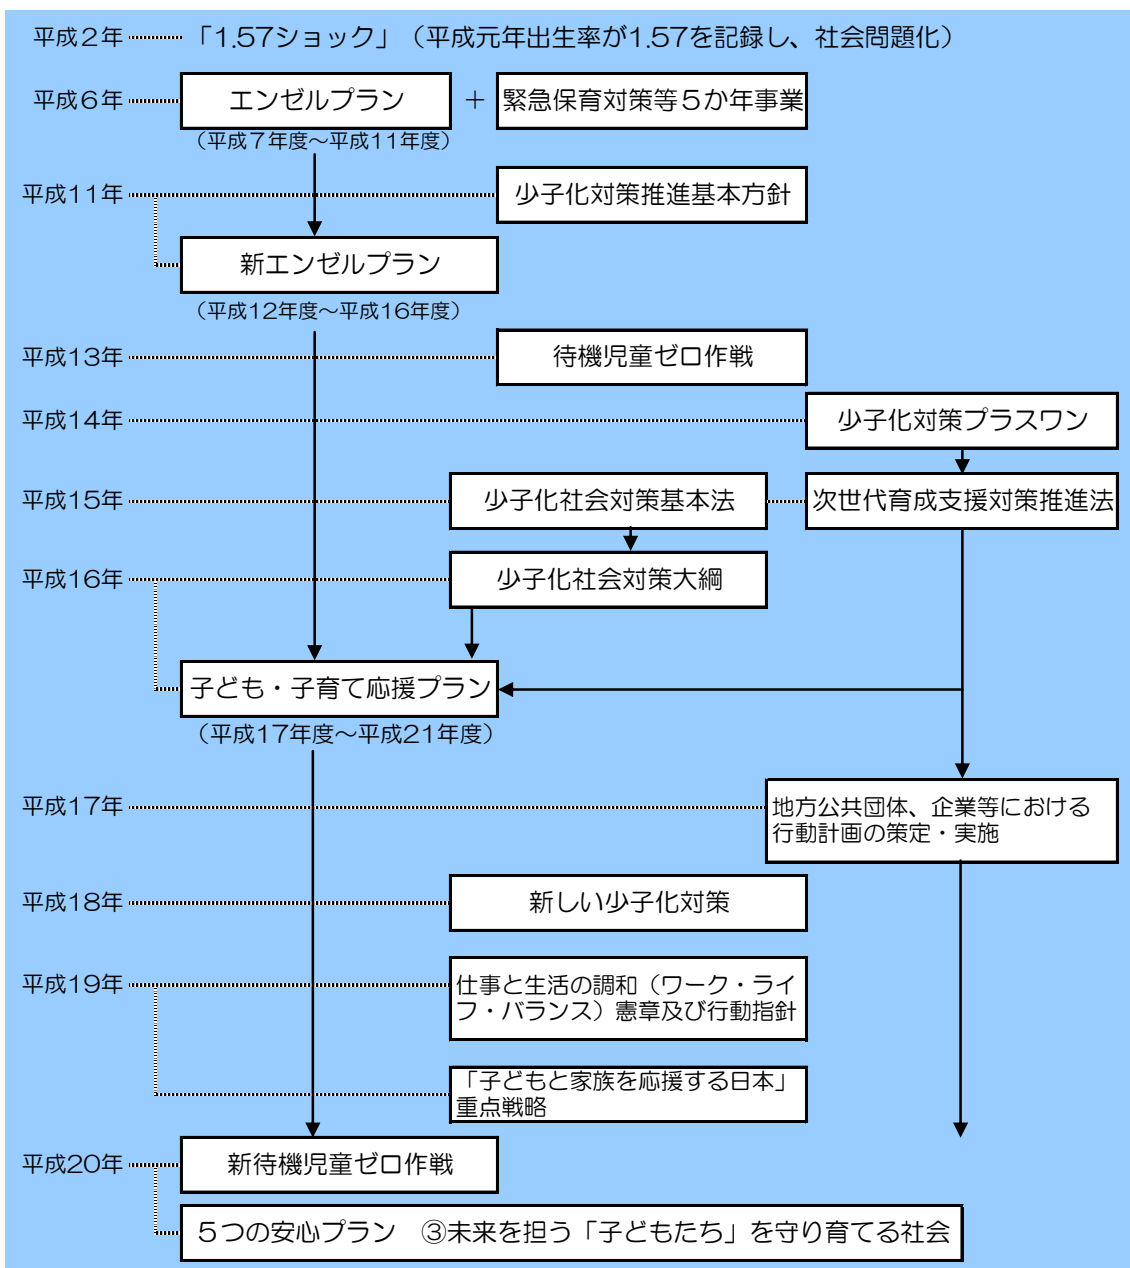 平成2年 「1.57ショック」（平成元年出生率が1.57を記録し、社会問題化）
平成6年 エンゼルプラン ＋ 緊急保育対策等5か年事業
（平成7年度～平成11年度）
平成11年 少子化対策推進基本方針
新エンゼルプラン
（平成12年度～平成16年度）
平成13年 待機児童ゼロ作戦
平成14年 少子化対策プラスワン
平成15年 少子化社会対策基本法 次世代育成支援対策推進法
平成16年 少子化社会対策大綱
子ども・子育て応援プラン
（平成17年度～平成21年度）
平成17年 地方公共団体、企業等における
行動計画の策定・実施
平成18年 新しい少子化対策
平成19年 仕事と生活の調和（ワーク・ライ
フ・バランス）憲章及び行動指針
「子どもと家族を応援する日本」
重点戦略
平成20年 新待機児童ゼロ作戦
5つの安心プラン ③未来を担う「子どもたち」を守り育てる社会